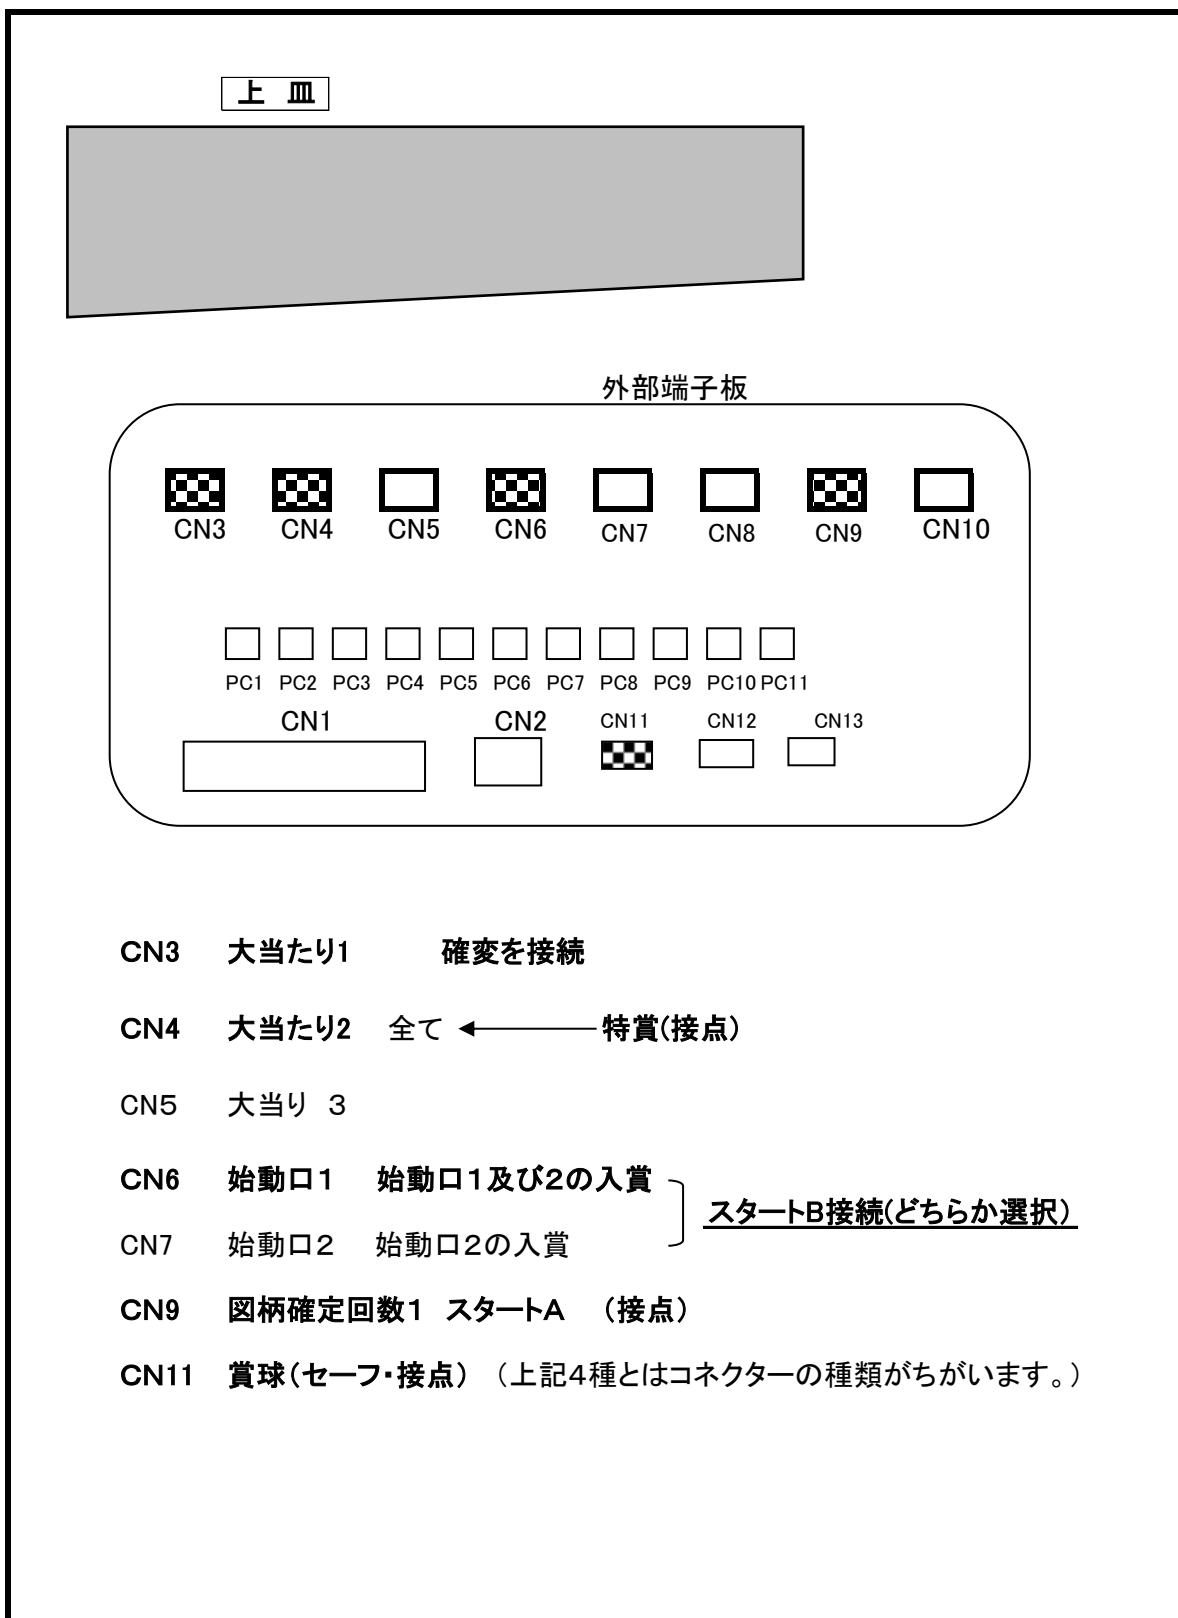 上 皿
外部端子板
CN3 CN4 CN5 CN6 CN7 CN8 CN9 CN10
PC1 PC2 PC3 PC4 PC5 PC6 PC7 PC8 PC9 PC10 PC11
CN1 CN2 CN11 CN12 CN13
CN3 大当たり1 確変を接続
CN4 大当たり2 全て 特賞(接点)
CN5 大当り 3
CN6 始動口1 始動口1及び2の入賞
スタートB接続(どちらか選択)
CN7 始動口2 始動口2の入賞
CN9 図柄確定回数1 スタートA (接点)
CN11 賞球(セーフ・接点) (上記4種とはコネクターの種類がちがいます。)